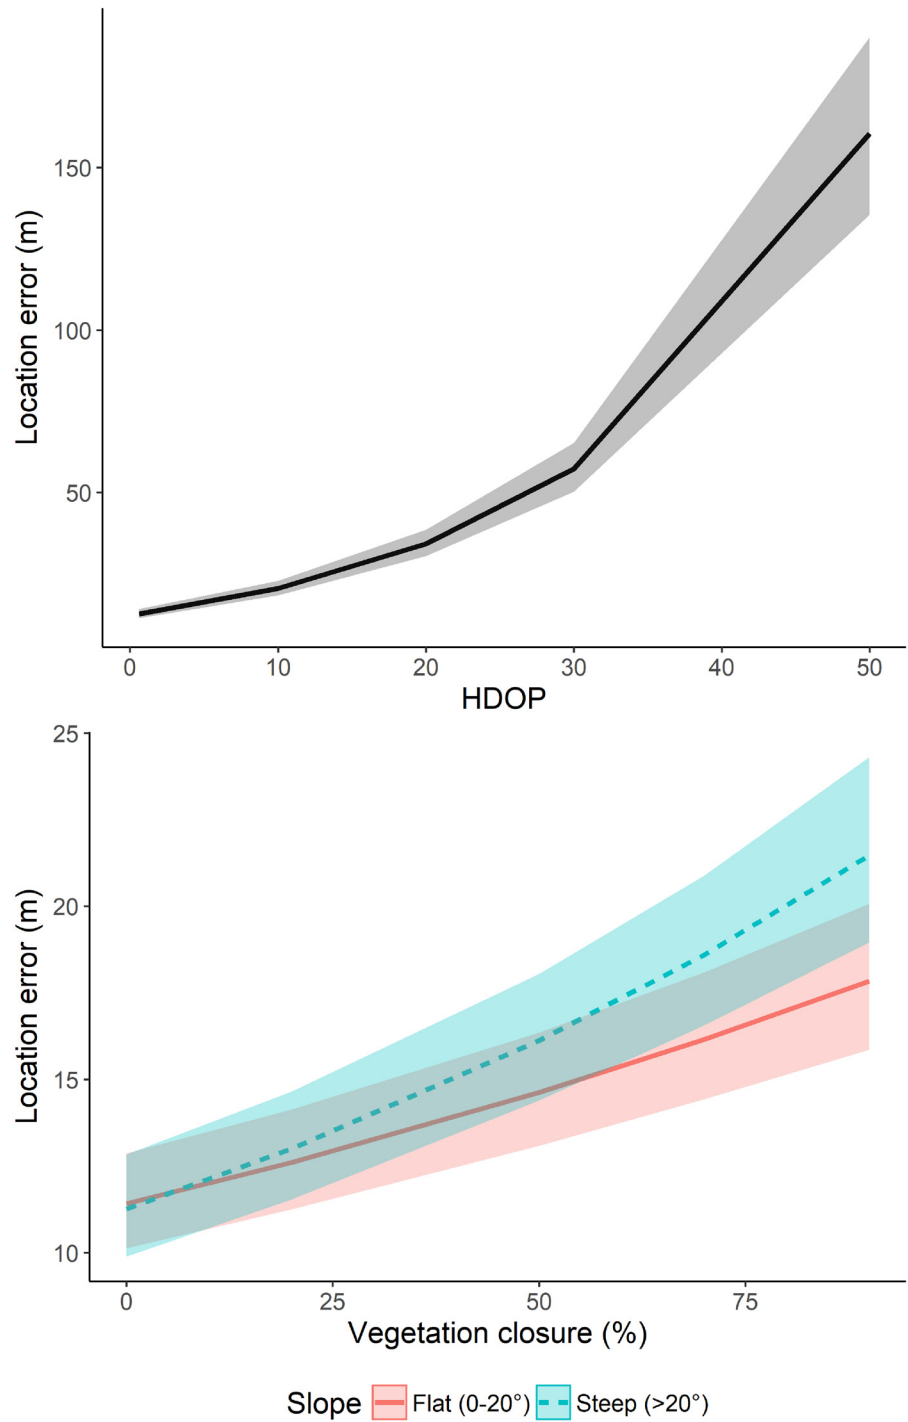 Location error (m)
150
100
50
0 10 20 30 40 50
HDOP
Location error (m)
25
20
15
10
0 25 50 75
Vegetation closure (%)
Slope Flat (0-20°) Steep (>20°)